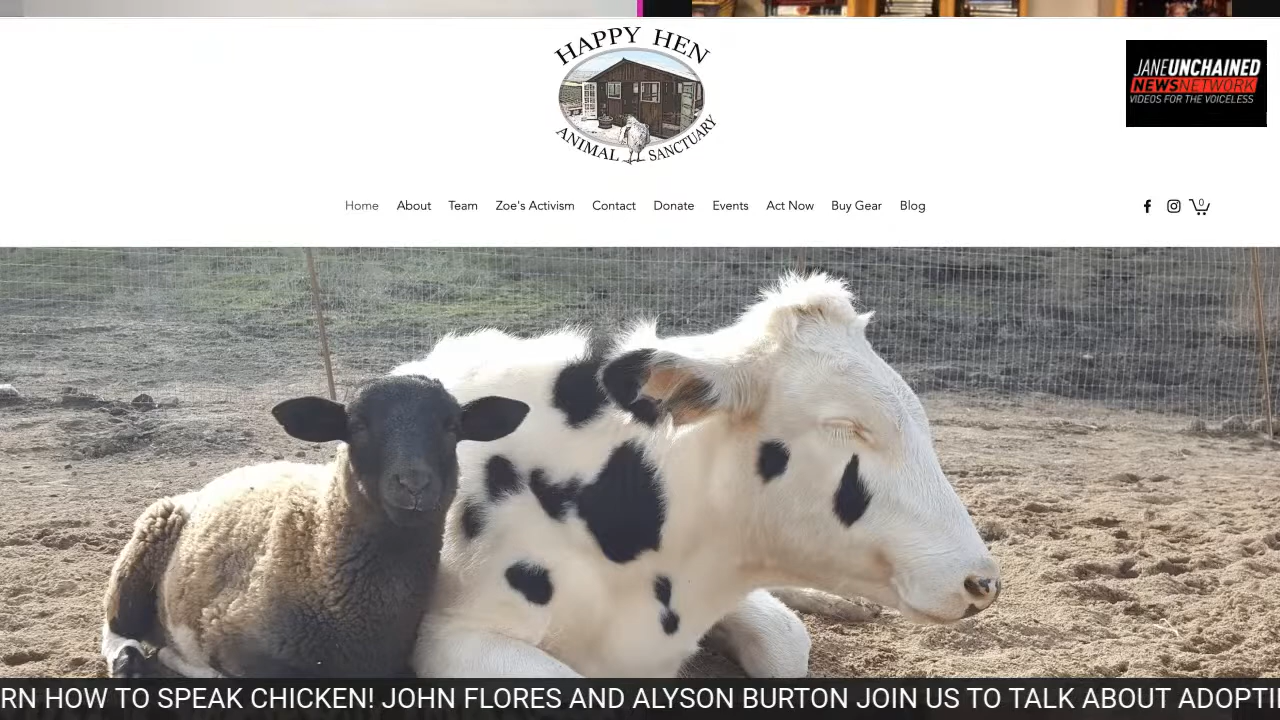 HAPPY HEN
ANIMAL SANCTUARY
JANEUNCHAINED
NEWSNETWORK
VIDEOS FOR THE VOICELESS
Home About Team Zoe's Activism Contact Donate Events Act Now Buy Gear Blog
0
RN HOW TO SPEAK CHICKEN! JOHN FLORES AND ALYSON BURTON JOIN US TO TALK ABOUT ADOPTI